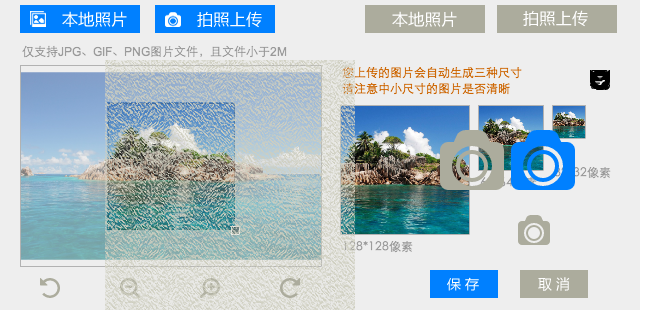 本地照片
拍照上传
本地照片
拍照上传
仅支持JPG、GIF、PNG图片文件，且文件小于2M
您上传的图片会自动生成三种尺寸
请注意中小尺寸的图片是否清晰
32像素
128*128像素
保 存
取 消